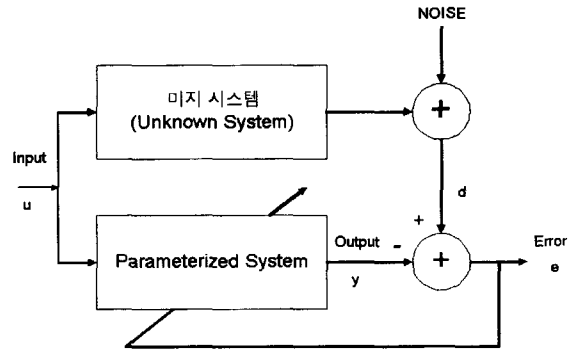 NOISE
미지 시스템
(Unknown System)
+
Input
u
d
+
Parameterized System
Output
-
y
+
Error
e